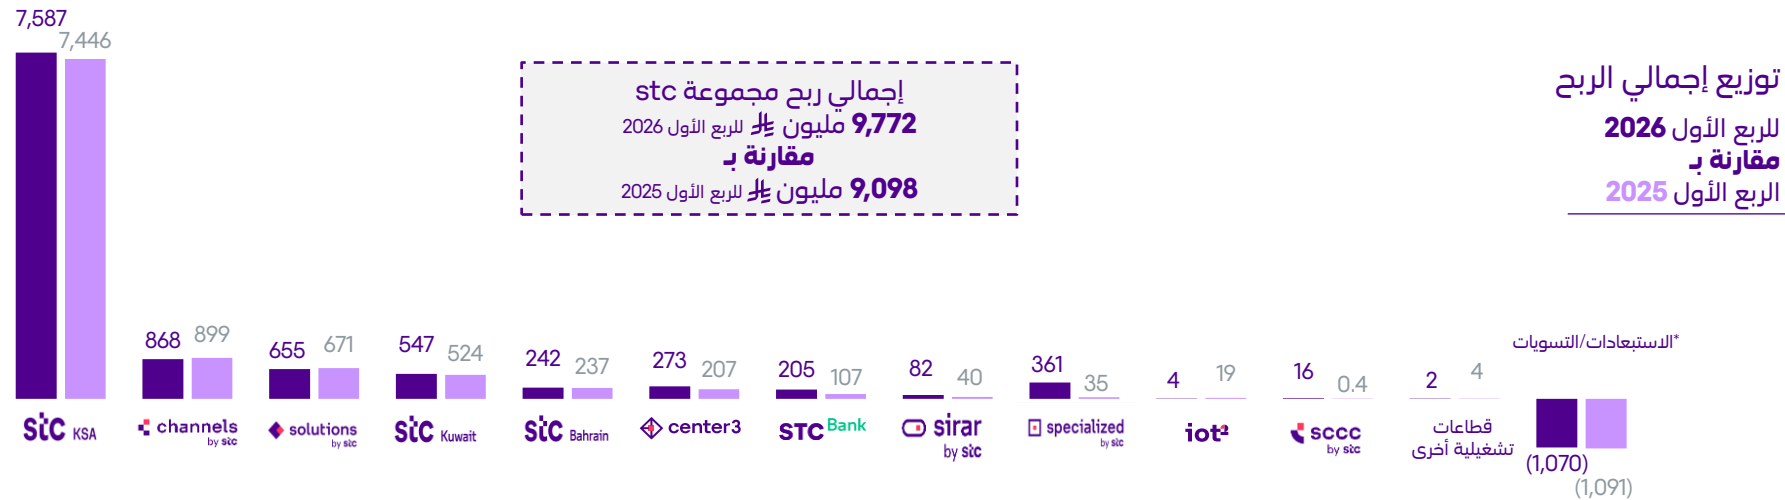 توزيع إجمالي الربح
للربع الأول 2026
مقارنة بـ
الربع الأول 2025
إجمالي ربح مجموعة stc
9,772 مليون للربع الأول 2026
مقارنة بـ
9,098 مليون للربع الأول 2025
7,587
7,446
stc KSA
868
899
channels
by stc
655
671
solutions
by stc
547
524
stc Kuwait
242
237
stc Bahrain
273
207
center3
205
107
STC Bank
82
40
sirar
by stc
361
35
specialized
by stc
4
19
iot²
16
0.4
sccc
by stc
2
4
قطاعات
تشغيلية أخرى
*الاستبعادات/التسويات
(1,070)
(1,091)